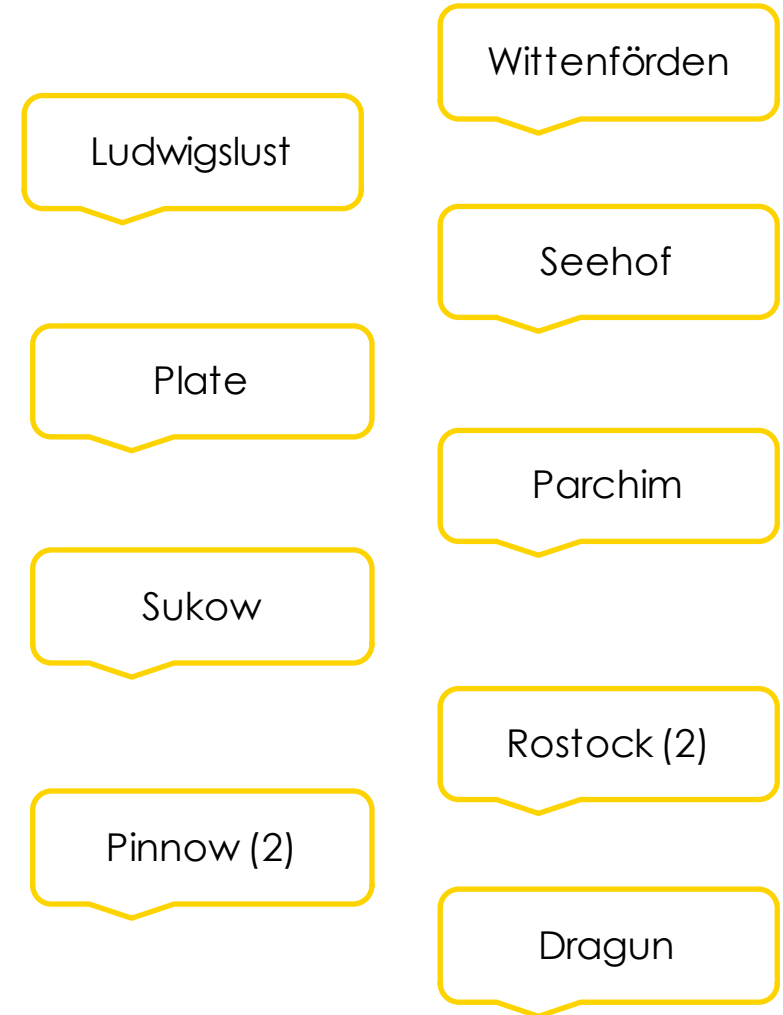 Wittenförden
Ludwigslust
Seehof
Plate
Parchim
Sukow
Rostock (2)
Pinnow (2)
Dragun